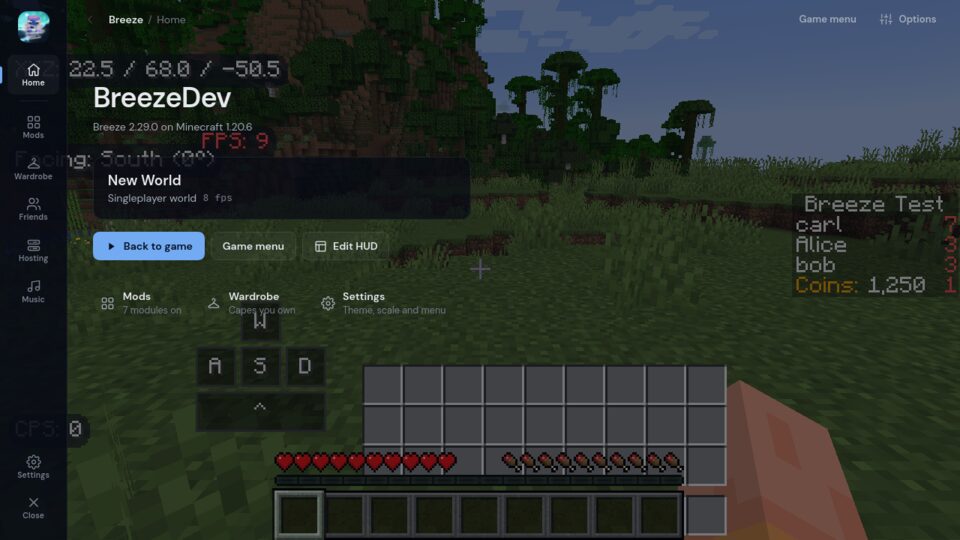 Breeze / Home
Game menu
Options
XYZ: 22.5 / 68.0 / -50.5
Home
BreezeDev
Breeze 2.29.0 on Minecraft 1.20.6
FPS: 9
Mods
Facing: South (0°)
Wardrobe
New World
Singleplayer world 8 fps
Friends
Breeze Test
carl 7
Alice 3
bob 3
Coins: 1,250 1
Back to game
Game menu
Edit HUD
Hosting
Music
Mods
7 modules on
Wardrobe
Capes you own
Settings
Theme, scale and menu
W
A S D
^
CPS: 0
Settings
Close